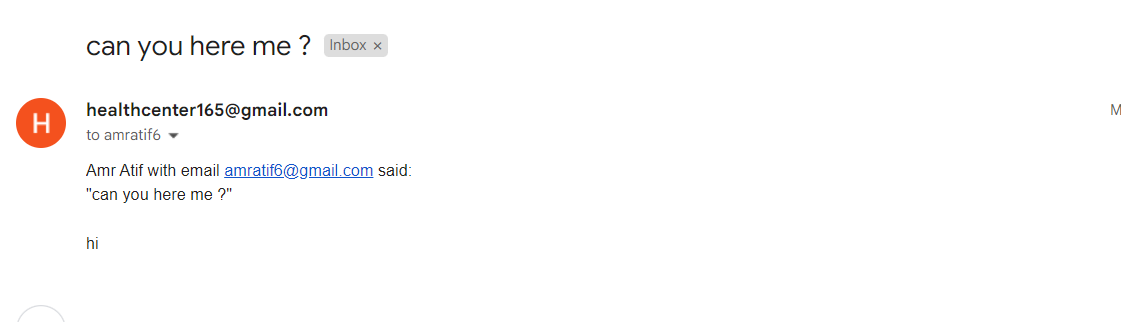 can you here me ? Inbox ×
H
healthcenter165@gmail.com M
to amratif6
Amr Atif with email amratif6@gmail.com said:
"can you here me ?"
hi